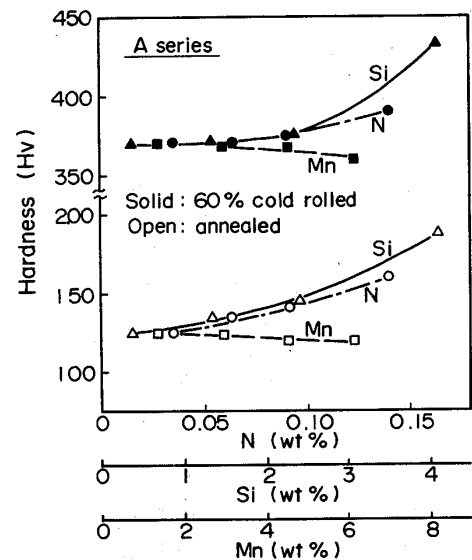 450
A series
Si
400
N
350
Mn
Solid : 60% cold rolled
Open : annealed
200
Si
150
N
Mn
100
Hardness (Hv)
0 0.05 0.10 0.15
N (wt %)
0 1 2 3 4
Si (wt %)
0 2 4 6 8
Mn (wt %)